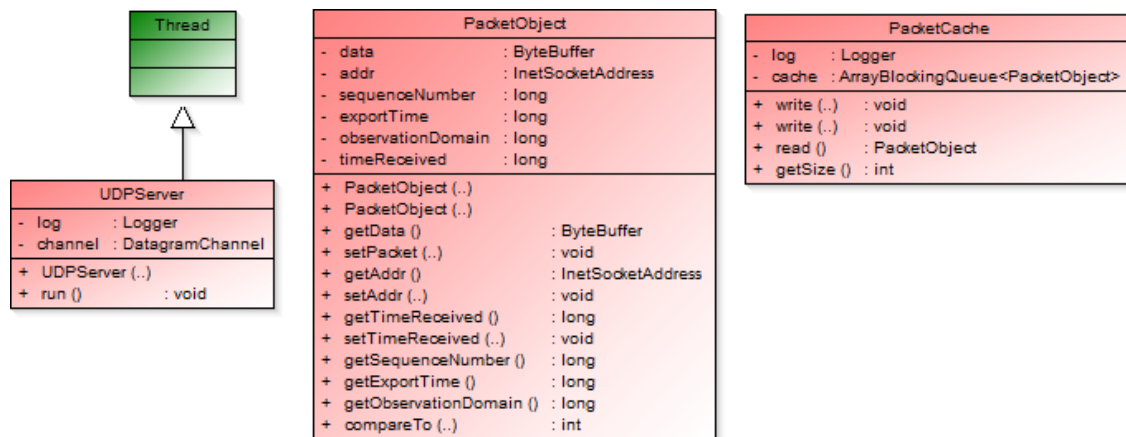 Thread
UDPServer
- log : Logger
- channel : DatagramChannel
+ UDPServer (..)
+ run () : void
PacketObject
- data : ByteBuffer
- addr : InetSocketAddress
- sequenceNumber : long
- exportTime : long
- observationDomain : long
- timeReceived : long
+ PacketObject (..)
+ PacketObject (..)
+ getData () : ByteBuffer
+ setPacket (..) : void
+ getAddr () : InetSocketAddress
+ setAddr (..) : void
+ getTimeReceived () : long
+ setTimeReceived (..) : void
+ getSequenceNumber () : long
+ getExportTime () : long
+ getObservationDomain () : long
+ compareTo (..) : int
PacketCache
- log : Logger
- cache : ArrayBlockingQueue<PacketObject>
+ write (..) : void
+ write (..) : void
+ read () : PacketObject
+ getSize () : int